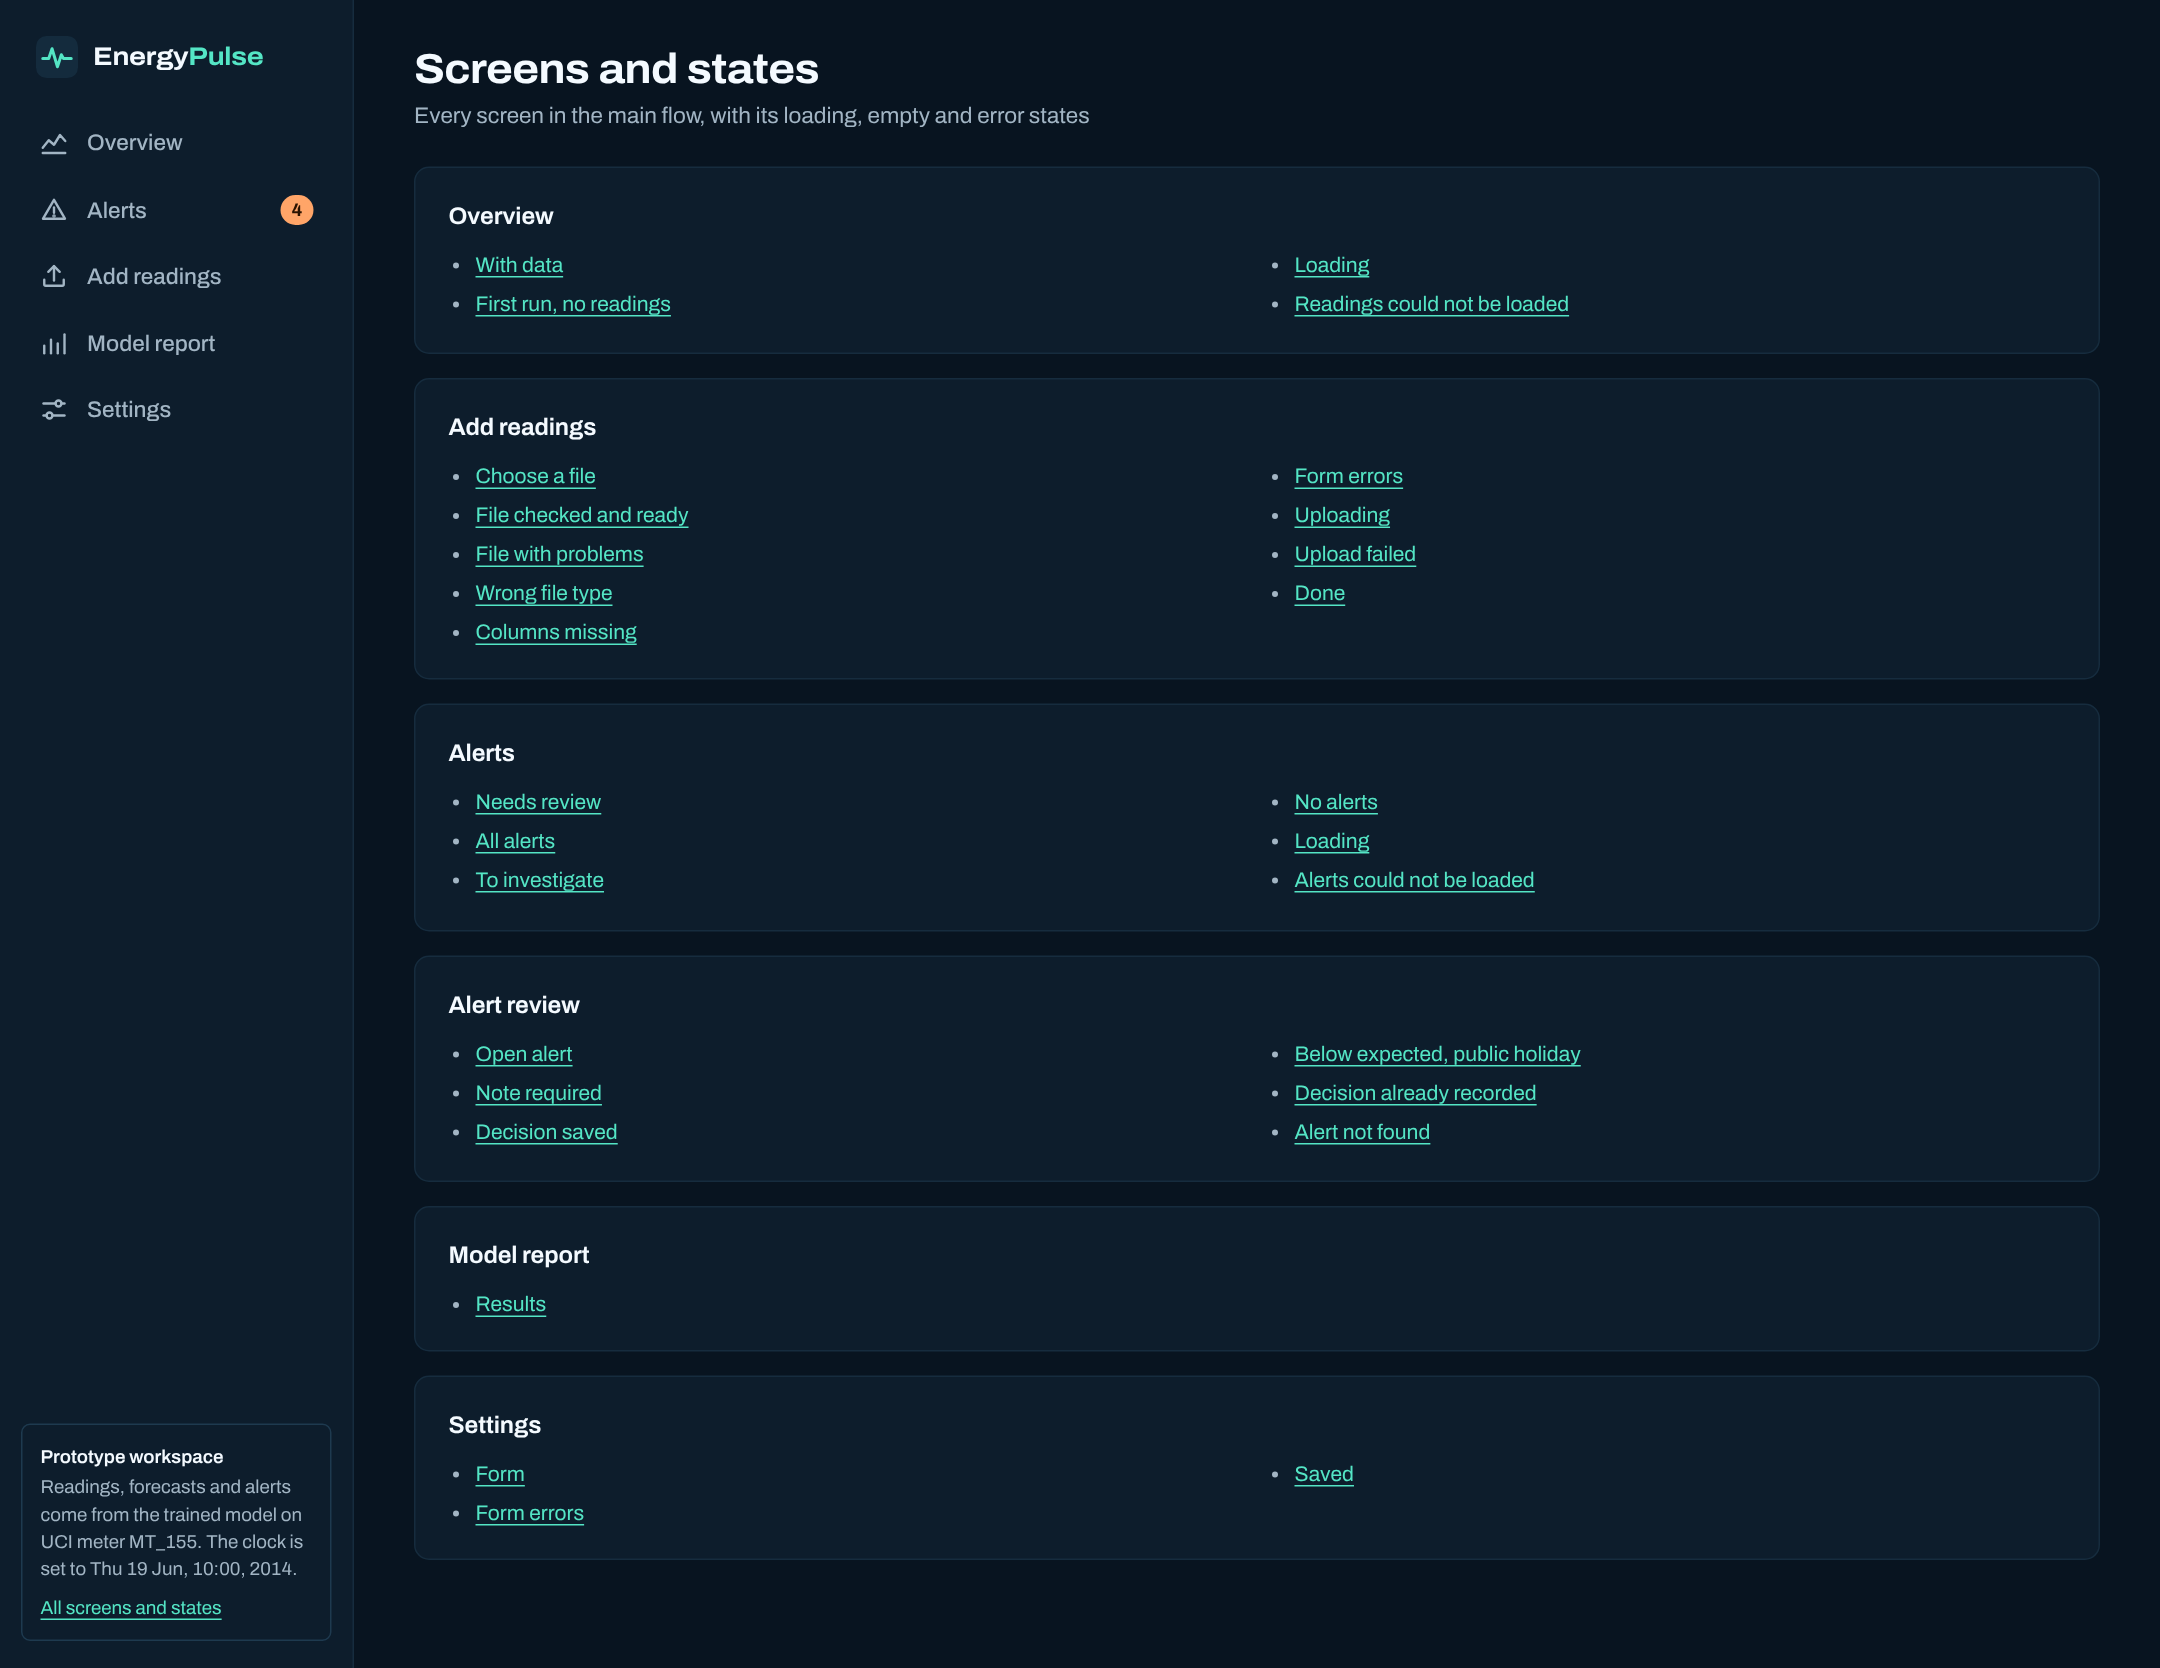 EnergyPulse
Overview
Alerts
4
Add readings
Model report
Settings
Prototype workspace
Readings, forecasts and alerts
come from the trained model on
UCI meter MT_155. The clock is
set to Thu 19 Jun, 10:00, 2014.
All screens and states
Screens and states
Every screen in the main flow, with its loading, empty and error states
Overview
With data
First run, no readings
Loading
Readings could not be loaded
Add readings
Choose a file
File checked and ready
File with problems
Wrong file type
Columns missing
Form errors
Uploading
Upload failed
Done
Alerts
Needs review
All alerts
To investigate
No alerts
Loading
Alerts could not be loaded
Alert review
Open alert
Note required
Decision saved
Below expected, public holiday
Decision already recorded
Alert not found
Model report
Results
Settings
Form
Form errors
Saved